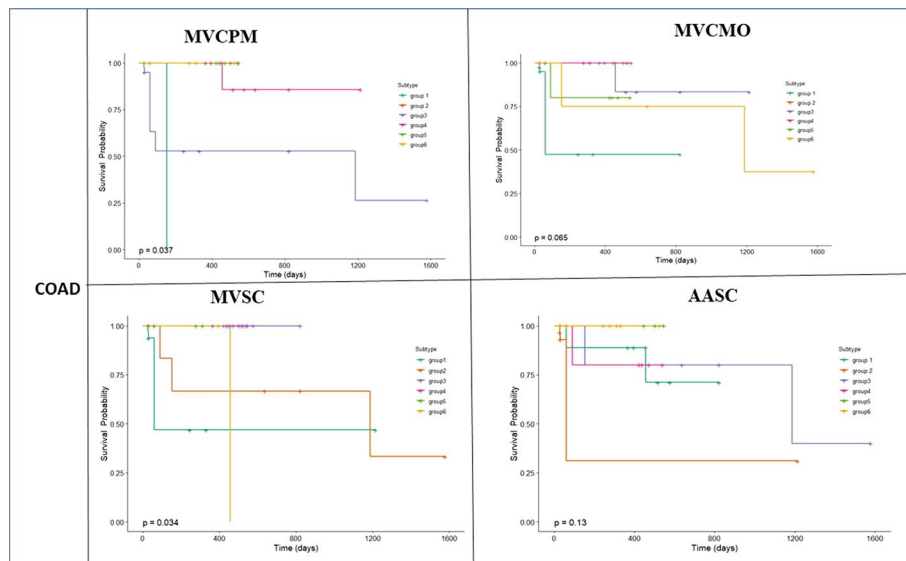 COAD
MVCPM
Survival Probability
1.00
0.75
0.50
0.25
0.00
p = 0.037
0
400
800
1200
1600
Time (days)
Subtype
group 1
group 2
group3
group4
group5
group6
MVCMO
Survival Probability
1.00
0.75
0.50
0.25
0.00
p = 0.065
0
400
800
1200
1600
Time (days)
Subtype
group 1
group 2
group3
group4
group5
group6
MVSC
Survival Probability
1.00
0.75
0.50
0.25
0.00
p = 0.034
0
400
800
1200
1600
Time (days)
Subtype
group1
group2
group3
group4
group5
group6
AASC
Survival Probability
1.00
0.75
0.50
0.25
0.00
p = 0.13
0
400
800
1200
1600
Time (days)
Subtype
group 1
group 2
group3
group4
group5
group6